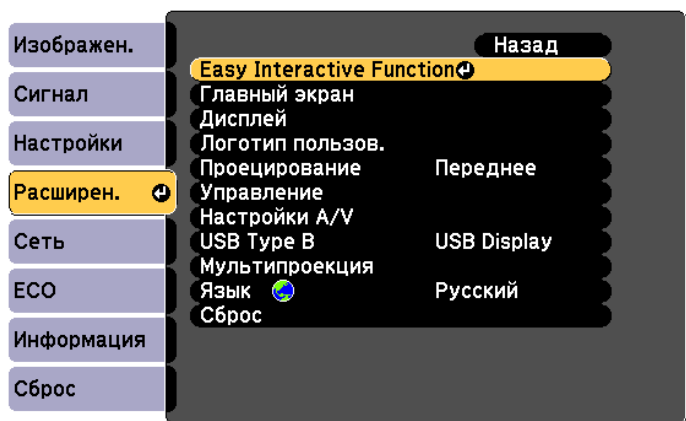 Изображен.
Сигнал
Настройки
Расширен.
Сеть
ECO
Информация
Сброс
Назад
Easy Interactive Function
Главный экран
Дисплей
Логотип пользов.
Проецирование Переднее
Управление
Настройки A/V
USB Type B USB Display
Мультипроекция
Язык Русский
Сброс